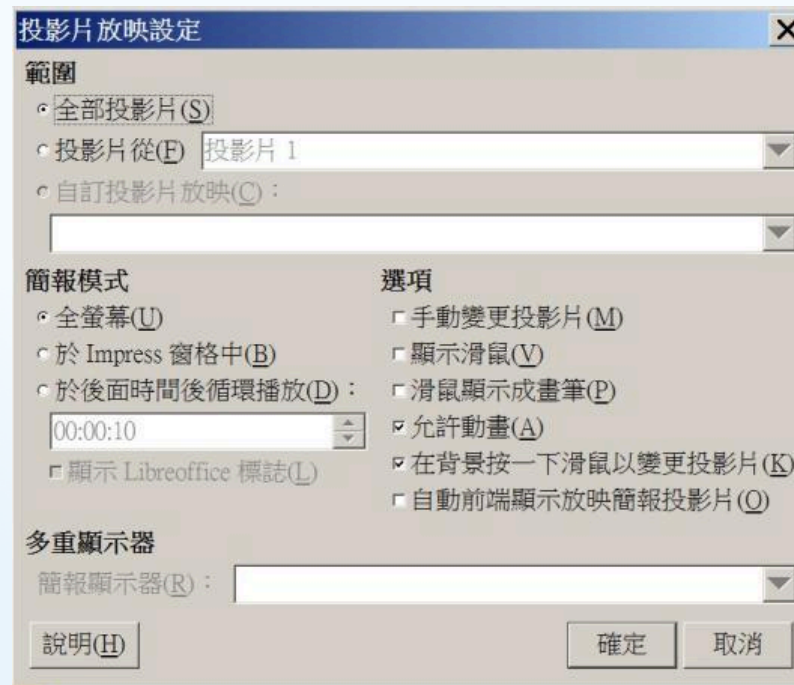 投影片放映設定
範圍
全部投影片(S)
投影片從(F) 投影片 1
自訂投影片放映(C)：
簡報模式
全螢幕(U)
於 Impress 窗格中(B)
於後面時間後循環播放(D)：
00:00:10
顯示 Libreoffice 標誌(L)
選項
手動變更投影片(M)
顯示滑鼠(V)
滑鼠顯示成畫筆(P)
允許動畫(A)
在背景按一下滑鼠以變更投影片(K)
自動前端顯示放映簡報投影片(O)
多重顯示器
簡報顯示器(R)：
說明(H) 確定 取消